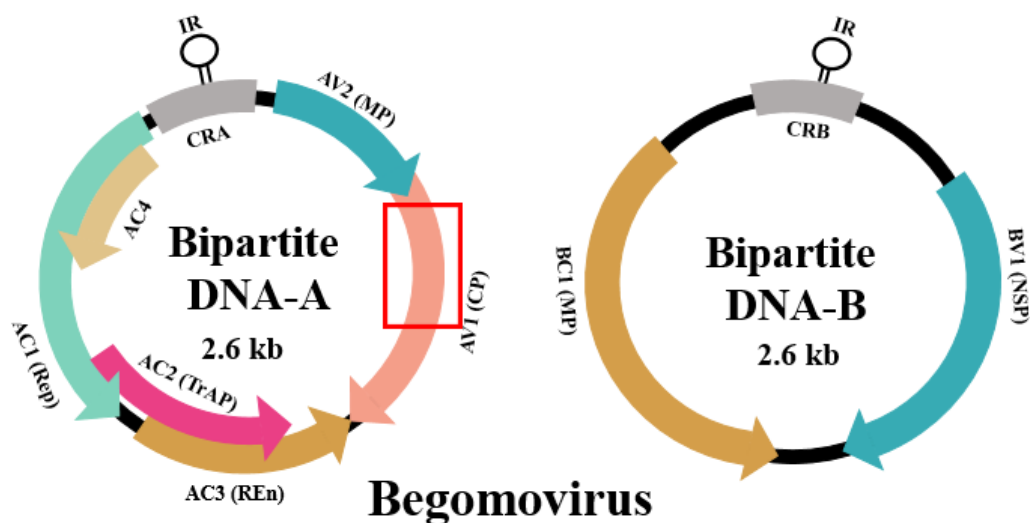 IR
AV2 (MP)
CRA
AC4
Bipartite
DNA-A
2.6 kb
AV1 (CP)
AC1 (Rep)
AC2 (TrAP)
AC3 (REn)
IR
CRB
BC1 (MP)
Bipartite
DNA-B
2.6 kb
BV1 (NSP)
Begomovirus